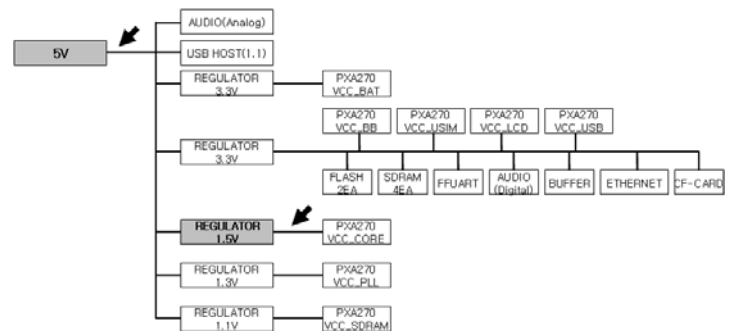 AUDIO(Analog)
5V
USB HOST(1.1)
REGULATOR
3.3V
PXA270
VCC_BAT
PXA270
VCC_BB
PXA270
VCC_USIM
PXA270
VCC_LCD
PXA270
VCC_USB
REGULATOR
3.3V
FLASH
2EA
SDRAM
4EA
FFUART
AUDIO
(Digital)
BUFFER
ETHERNET
CF-CARD
REGULATOR
1.5V
PXA270
VCC_CORE
REGULATOR
1.3V
PXA270
VCC_PLL
REGULATOR
1.1V
PXA270
VCC_SDRAM